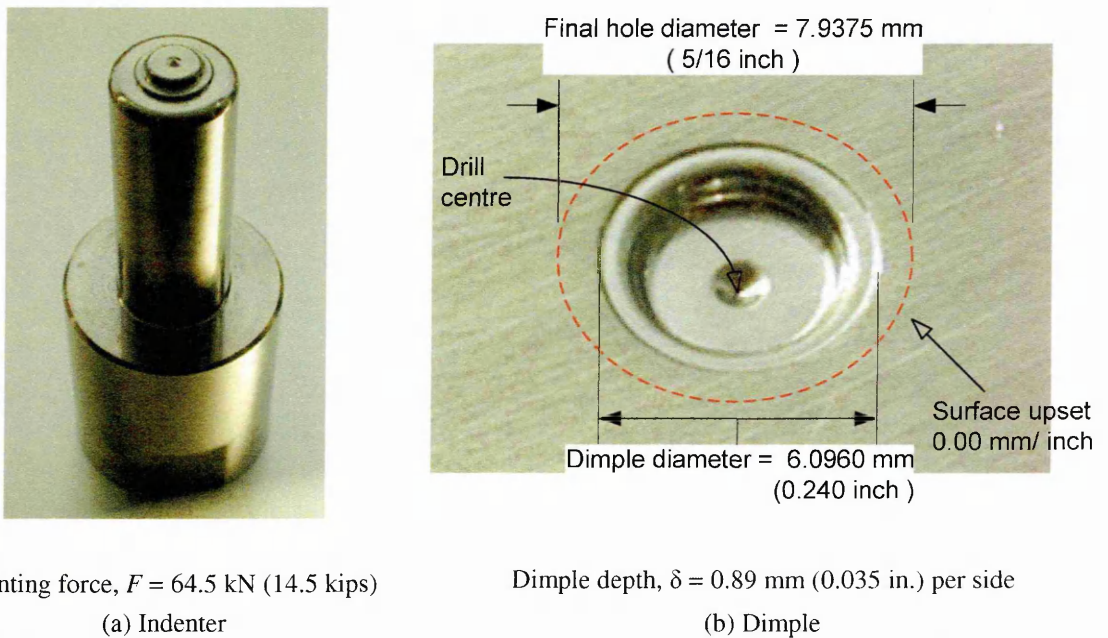 Final hole diameter = 7.9375 mm
( 5/16 inch )
Drill
centre
Surface upset
0.00 mm/ inch
Dimple diameter = 6.0960 mm
(0.240 inch )
nting force, F = 64.5 kN (14.5 kips)
(a) Indenter
Dimple depth, δ = 0.89 mm (0.035 in.) per side
(b) Dimple